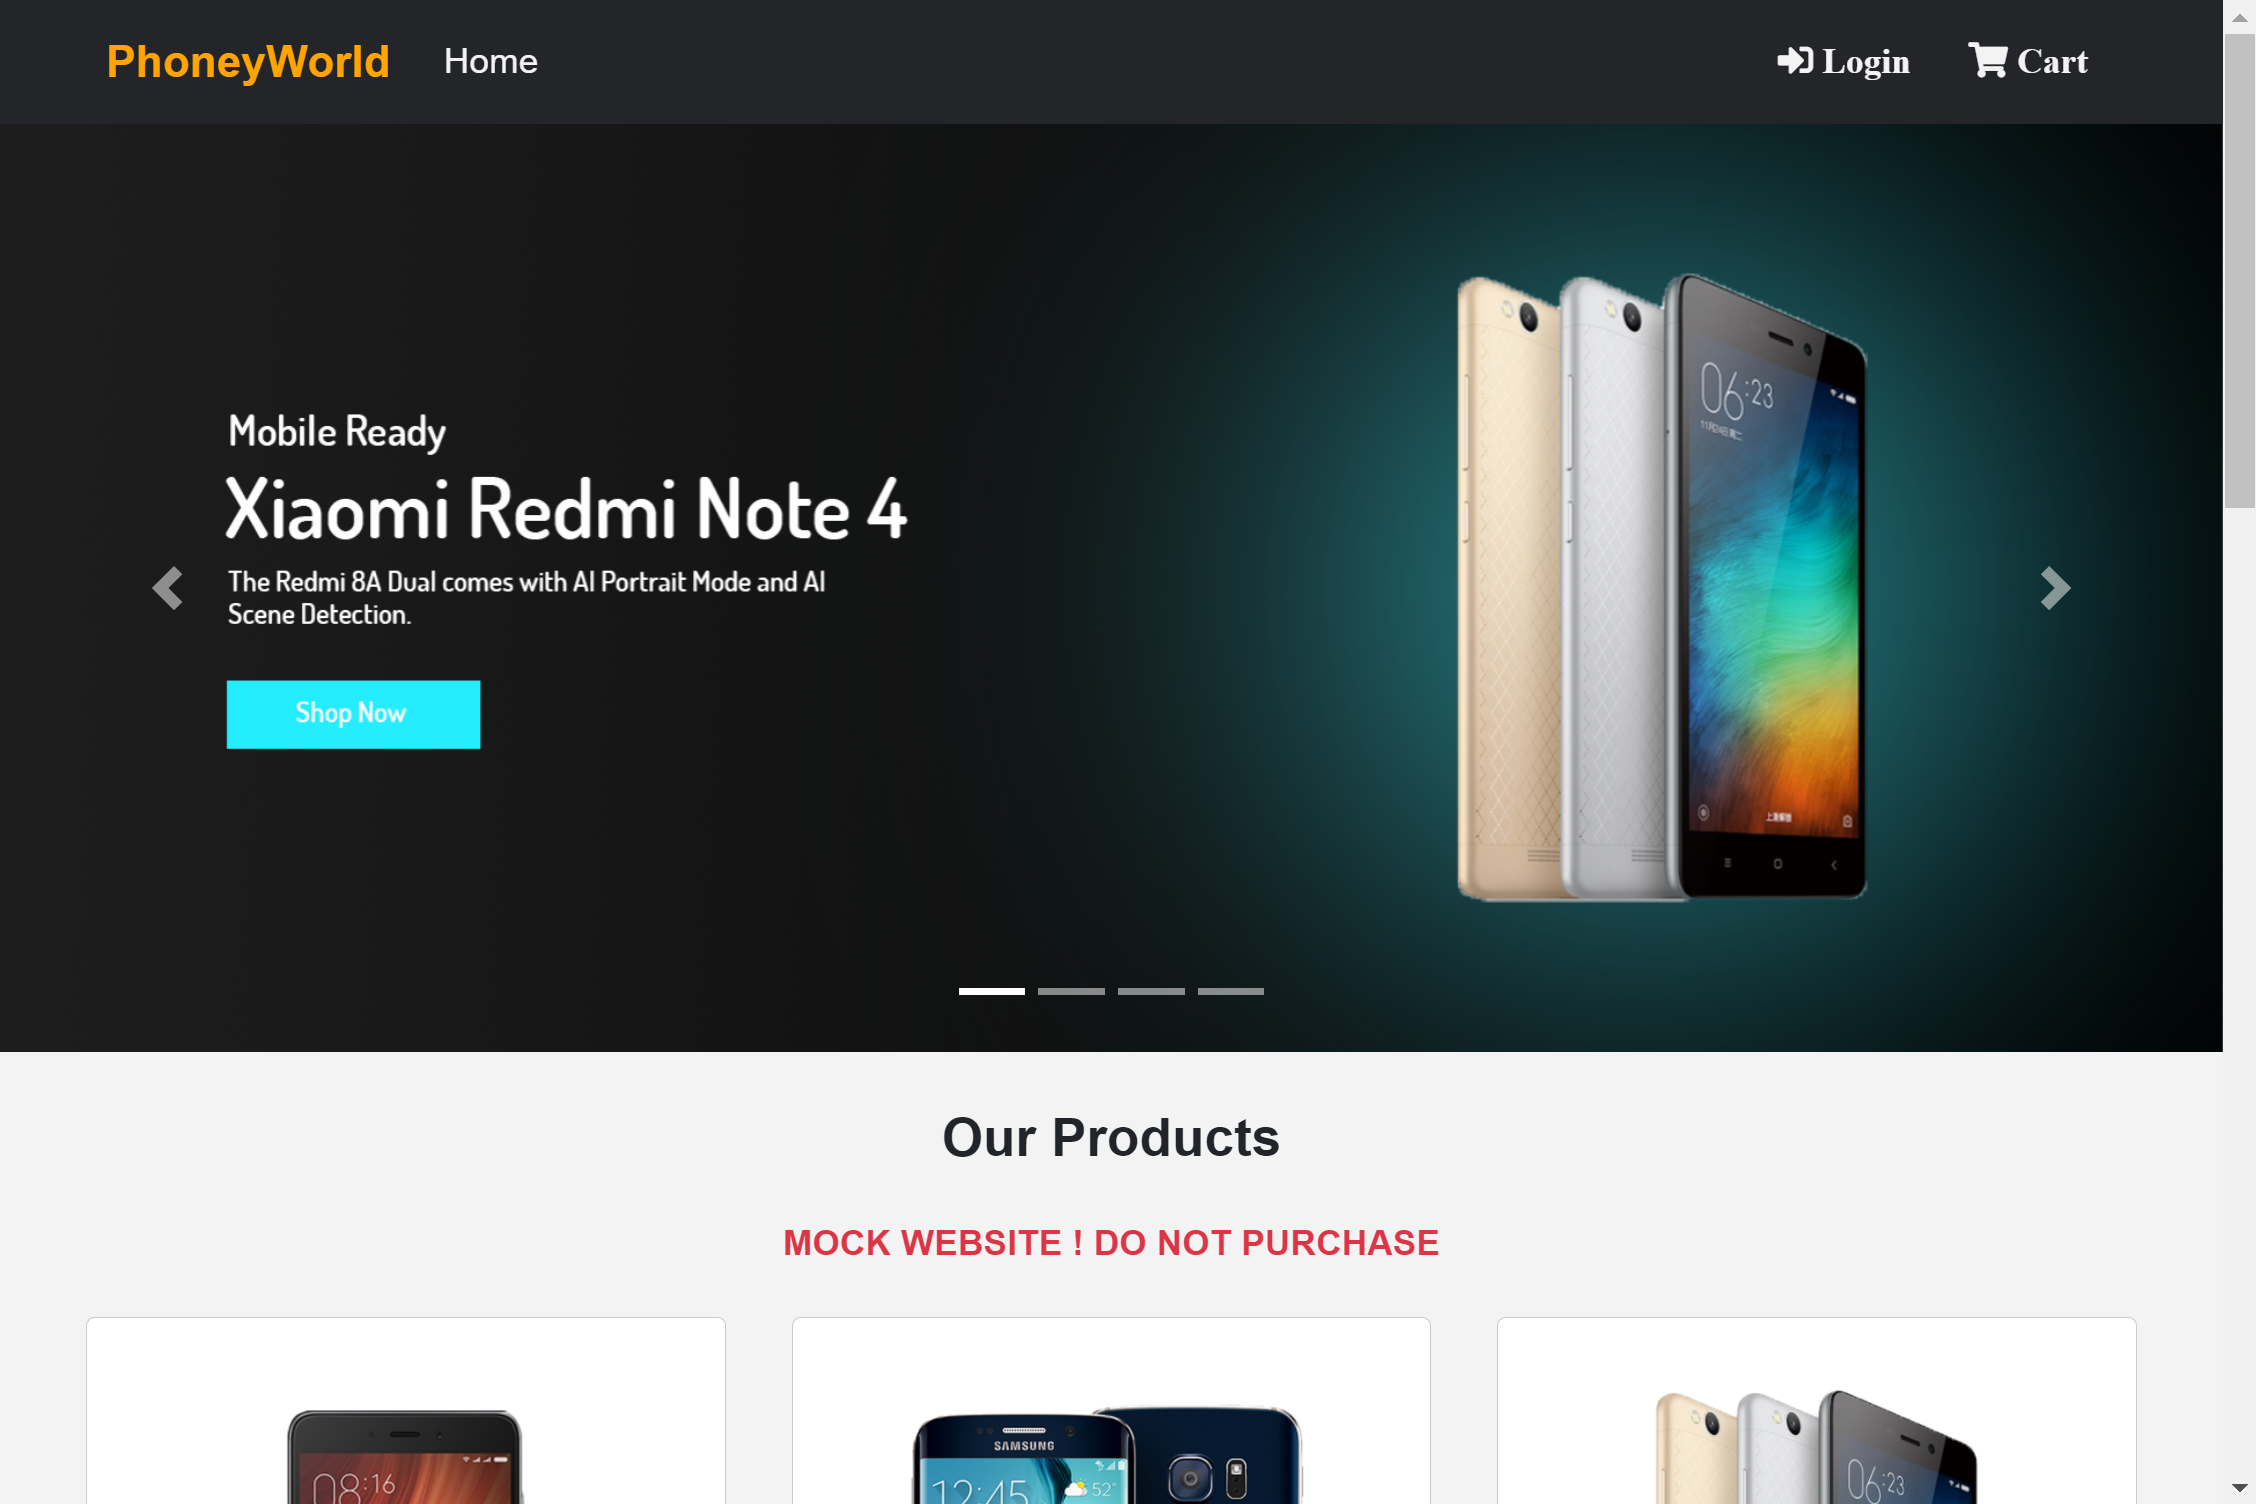 PhoneyWorld
Home
Login
Cart
Mobile Ready
Xiaomi Redmi Note 4
The Redmi 8A Dual comes with AI Portrait Mode and AI
Scene Detection.
Shop Now
06:23
Our Products
MOCK WEBSITE ! DO NOT PURCHASE
08:16
SAMSUNG
12:45
52°
06:23